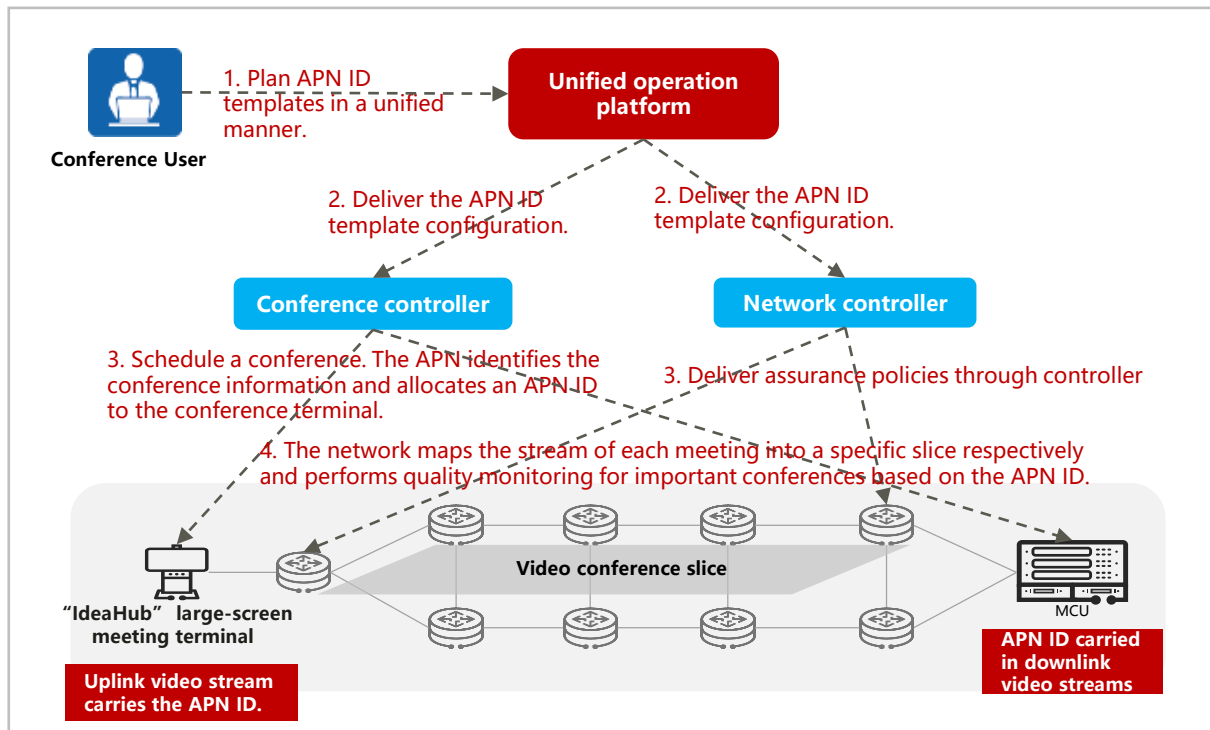 1. Plan APN ID
templates in a unified
manner.
Unified operation
platform
Conference User
2. Deliver the APN ID
template configuration.
2. Deliver the APN ID
template configuration.
Conference controller
Network controller
3. Schedule a conference. The APN identifies the
conference information and allocates an APN ID
to the conference terminal.
3. Deliver assurance policies through controller
4. The network maps the stream of each meeting into a specific slice respectively
and performs quality monitoring for important conferences based on the APN ID.
Video conference slice
“IdeaHub” large-screen
meeting terminal
MCU
Uplink video stream
carries the APN ID.
APN ID carried
in downlink
video streams